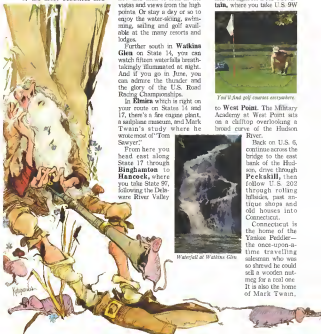 vistas and views from the high
points. Or stay a day or so to
enjoy the water-skiing, swim-
ming, sailing and golf avail-
able at the many resorts and
lodges.
Further south in Watkins
Glen on State 14, you can
watch fifteen waterfalls breath-
takingly illuminated at night.
And if you go in June, you
can admire the thunder and
the glory of the U.S. Road
Racing Championships.
In Elmira which is right on
your route on States 14 and
17, there's a fire engine plant,
a sailplane museum, and Mark
Twain's study where he
wrote most of "Tom
Sawyer."
From here you
head east along
State 17 through
Binghamton to
Hancock, where
you take State 97,
following the Dela-
ware River Valley
tain, where you take U.S. 9W
You'll find golf courses everywhere.
to West Point. The Military
Academy at West Point sits
on a clifftop overlooking a
broad curve of the Hudson
River.
Back on U.S. 6,
continue across the
bridge to the east
bank of the Hud-
son, drive through
Peekskill, then
follow U.S. 202
through rolling
hillsides, past an-
tique shops and
old houses into
Connecticut.
Connecticut is
the home of the
Yankee Peddler—
the once-upon-a-
time travelling
salesman who was
so shrewd he could
sell a wooden nut-
meg for a real one.
It is also the home
of Mark Twain,
Waterfall at Watkins Glen